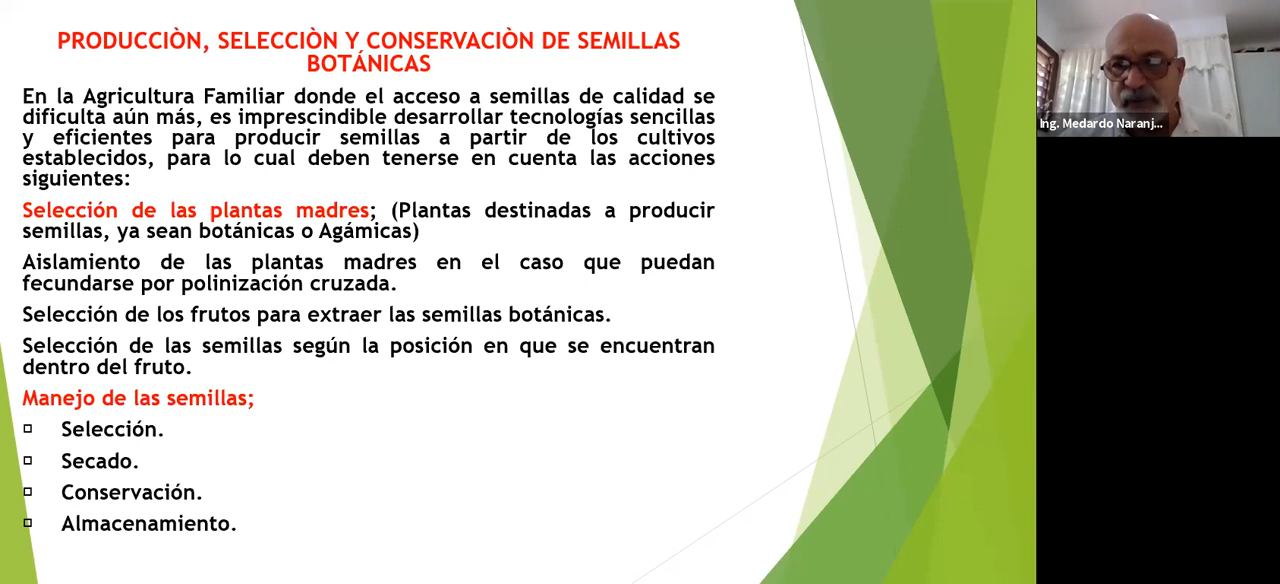 PRODUCCIÒN, SELECCIÒN Y CONSERVACIÒN DE SEMILLAS
BOTÁNICAS
En la Agricultura Familiar donde el acceso a semillas de calidad se
dificulta aún más, es imprescindible desarrollar tecnologías sencillas
y eficientes para producir semillas a partir de los cultivos
establecidos, para lo cual deben tenerse en cuenta las acciones
siguientes:
Selección de las plantas madres; (Plantas destinadas a producir
semillas, ya sean botánicas o Agámicas)
Aislamiento de las plantas madres en el caso que puedan
fecundarse por polinización cruzada.
Selección de los frutos para extraer las semillas botánicas.
Selección de las semillas según la posición en que se encuentran
dentro del fruto.
Manejo de las semillas;
Selección.
Secado.
Conservación.
Almacenamiento.
Ing. Medardo Naranj...